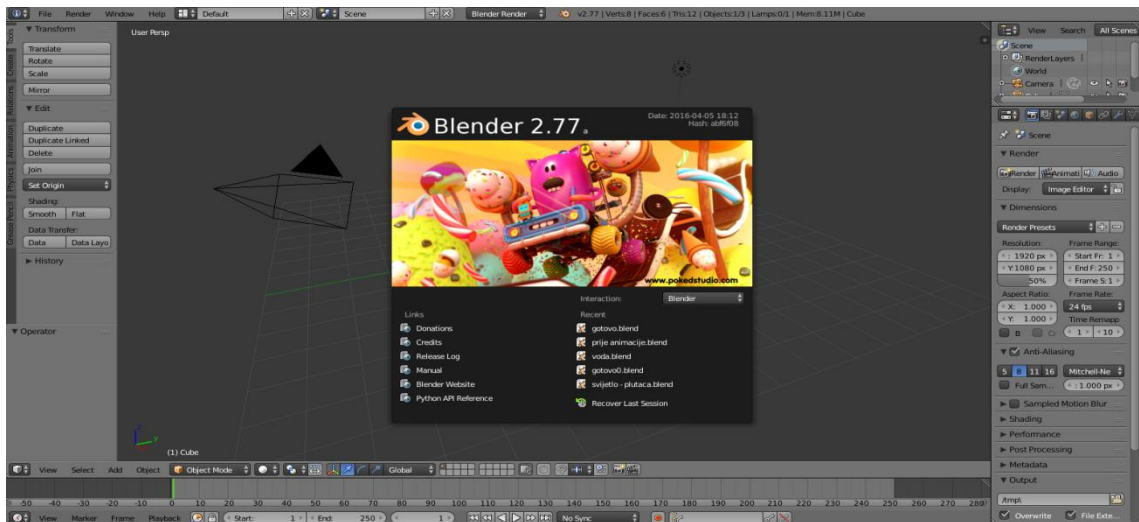 File Render Window Help Default Scene Blender Render v2.77 | Verts:8 | Faces:6 | Tris:12 | Objects:1/3 | Lamps:0/1 | Mem:8.11M | Cube
Tools
Create
Relations
Animation
Physics
Grease Pencil
Transform
Translate
Rotate
Scale
Mirror
Edit
Duplicate
Duplicate Linked
Delete
Join
Set Origin
Shading:
Smooth Flat
Data Transfer:
Data Data Layo
History
Operator
User Persp
(1) Cube
Blender 2.77a
Date: 2016-04-05 18:12
Hash: abf6f08
www.pokedstudio.com
Interaction: Blender
Links
Donations
Credits
Release Log
Manual
Blender Website
Python API Reference
Recent
gotovo.blend
prije animacije.blend
voda.blend
gotovo0.blend
svijetlo - plutaca.blend
Recover Last Session
View Search All Scenes
Scene
RenderLayers
World
Camera
Scene
Render
Render Animati Audio
Display: Image Editor
Dimensions
Render Presets
Resolution: Frame Range:
: 1920 px Start Fr: 1
Y:1080 px End F:250
50% Frame S:1
Aspect Ratio: Frame Rate:
X: 1.000 24 fps
Y: 1.000 Time Remapp
B 1 10
Anti-Aliasing
5 8 11 16 Mitchell-Ne
Full Sam... : 1.000 px
Sampled Motion Blur
Shading
Performance
Post Processing
Metadata
Output
/tmp\
Overwrite File Exte...
View Select Add Object Object Mode Global
-50 -40 -30 -20 -10 0 10 20 30 40 50 60 70 80 90 100 110 120 130 140 150 160 170 180 190 200 210 220 230 240 250 260 270 280
View Marker Frame Playback Start: 1 End: 250 1 No Sync